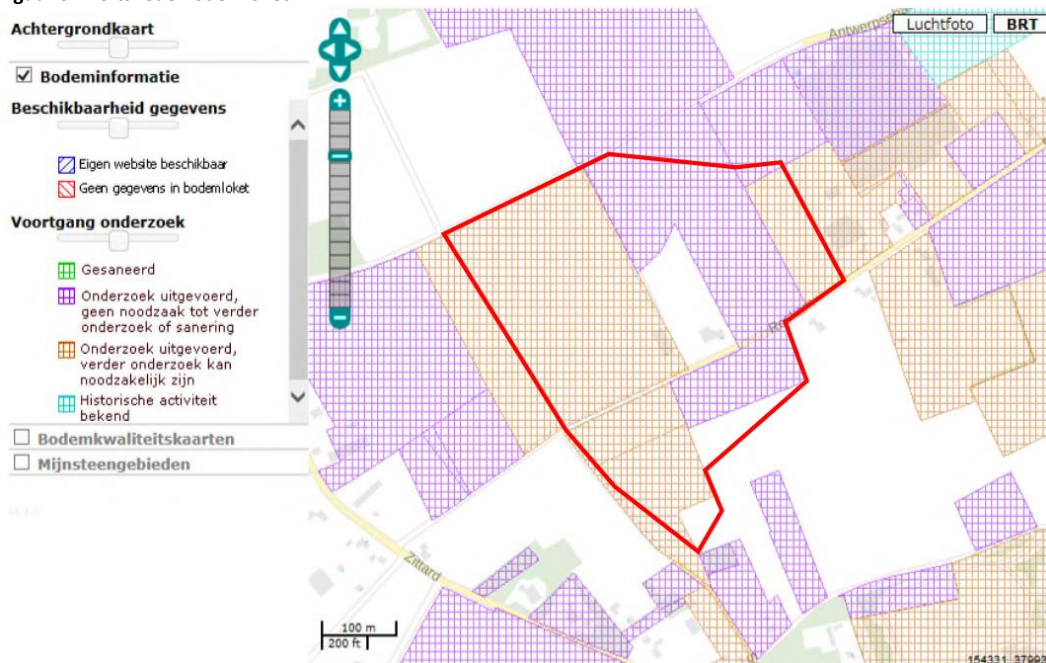 Achtergrondkaart
Bodeminformatie
Beschikbaarheid gegevens
Eigen website beschikbaar
Geen gegevens in bodemloket
Voortgang onderzoek
Gesaneerd
Onderzoek uitgevoerd,
geen noodzaak tot verder
onderzoek of sanering
Onderzoek uitgevoerd,
verder onderzoek kan
noodzakelijk zijn
Historische activiteit
bekend
Bodemkwaliteitskaarten
Mijnsteengebieden
Luchtfoto
BRT
Zittard
100 m
200 ft